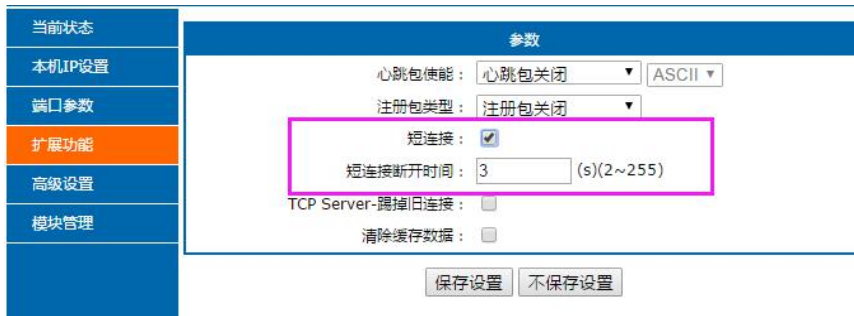 当前状态
本机IP设置
端口参数
扩展功能
高级设置
模块管理
参数
心跳包使能： 心跳包关闭 ASCII
注册包类型： 注册包关闭
短连接：
短连接断开时间： 3 (s)(2~255)
TCP Server-踢掉旧连接：
清除缓存数据：
保存设置 不保存设置